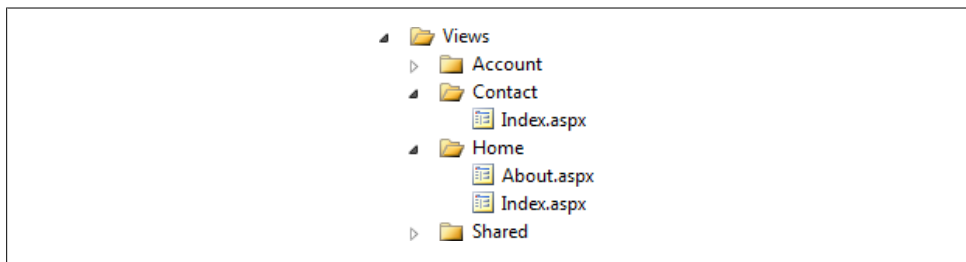 Views
Account
Contact
Index.aspx
Home
About.aspx
Index.aspx
Shared